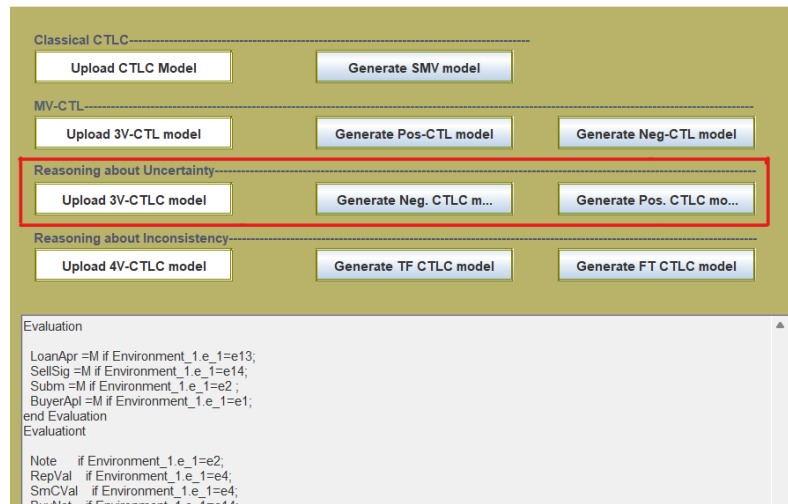 Classical CTLC
Upload CTLC Model Generate SMV model
MV-CTL
Upload 3V-CTL model Generate Pos-CTL model Generate Neg-CTL model
Reasoning about Uncertainty
Upload 3V-CTLC model Generate Neg. CTLC m... Generate Pos. CTLC mo...
Reasoning about Inconsistency
Upload 4V-CTLC model Generate TF CTLC model Generate FT CTLC model
Evaluation
LoanApr =M if Environment_1.e_1=e13;
SellSig =M if Environment_1.e_1=e14;
Subm =M if Environment_1.e_1=e2 ;
BuyerApl =M if Environment_1.e_1=e1;
end Evaluation
Evaluationt
Note if Environment_1.e_1=e2;
RepVal if Environment_1.e_1=e4;
SmCVal if Environment_1.e_1=e4;